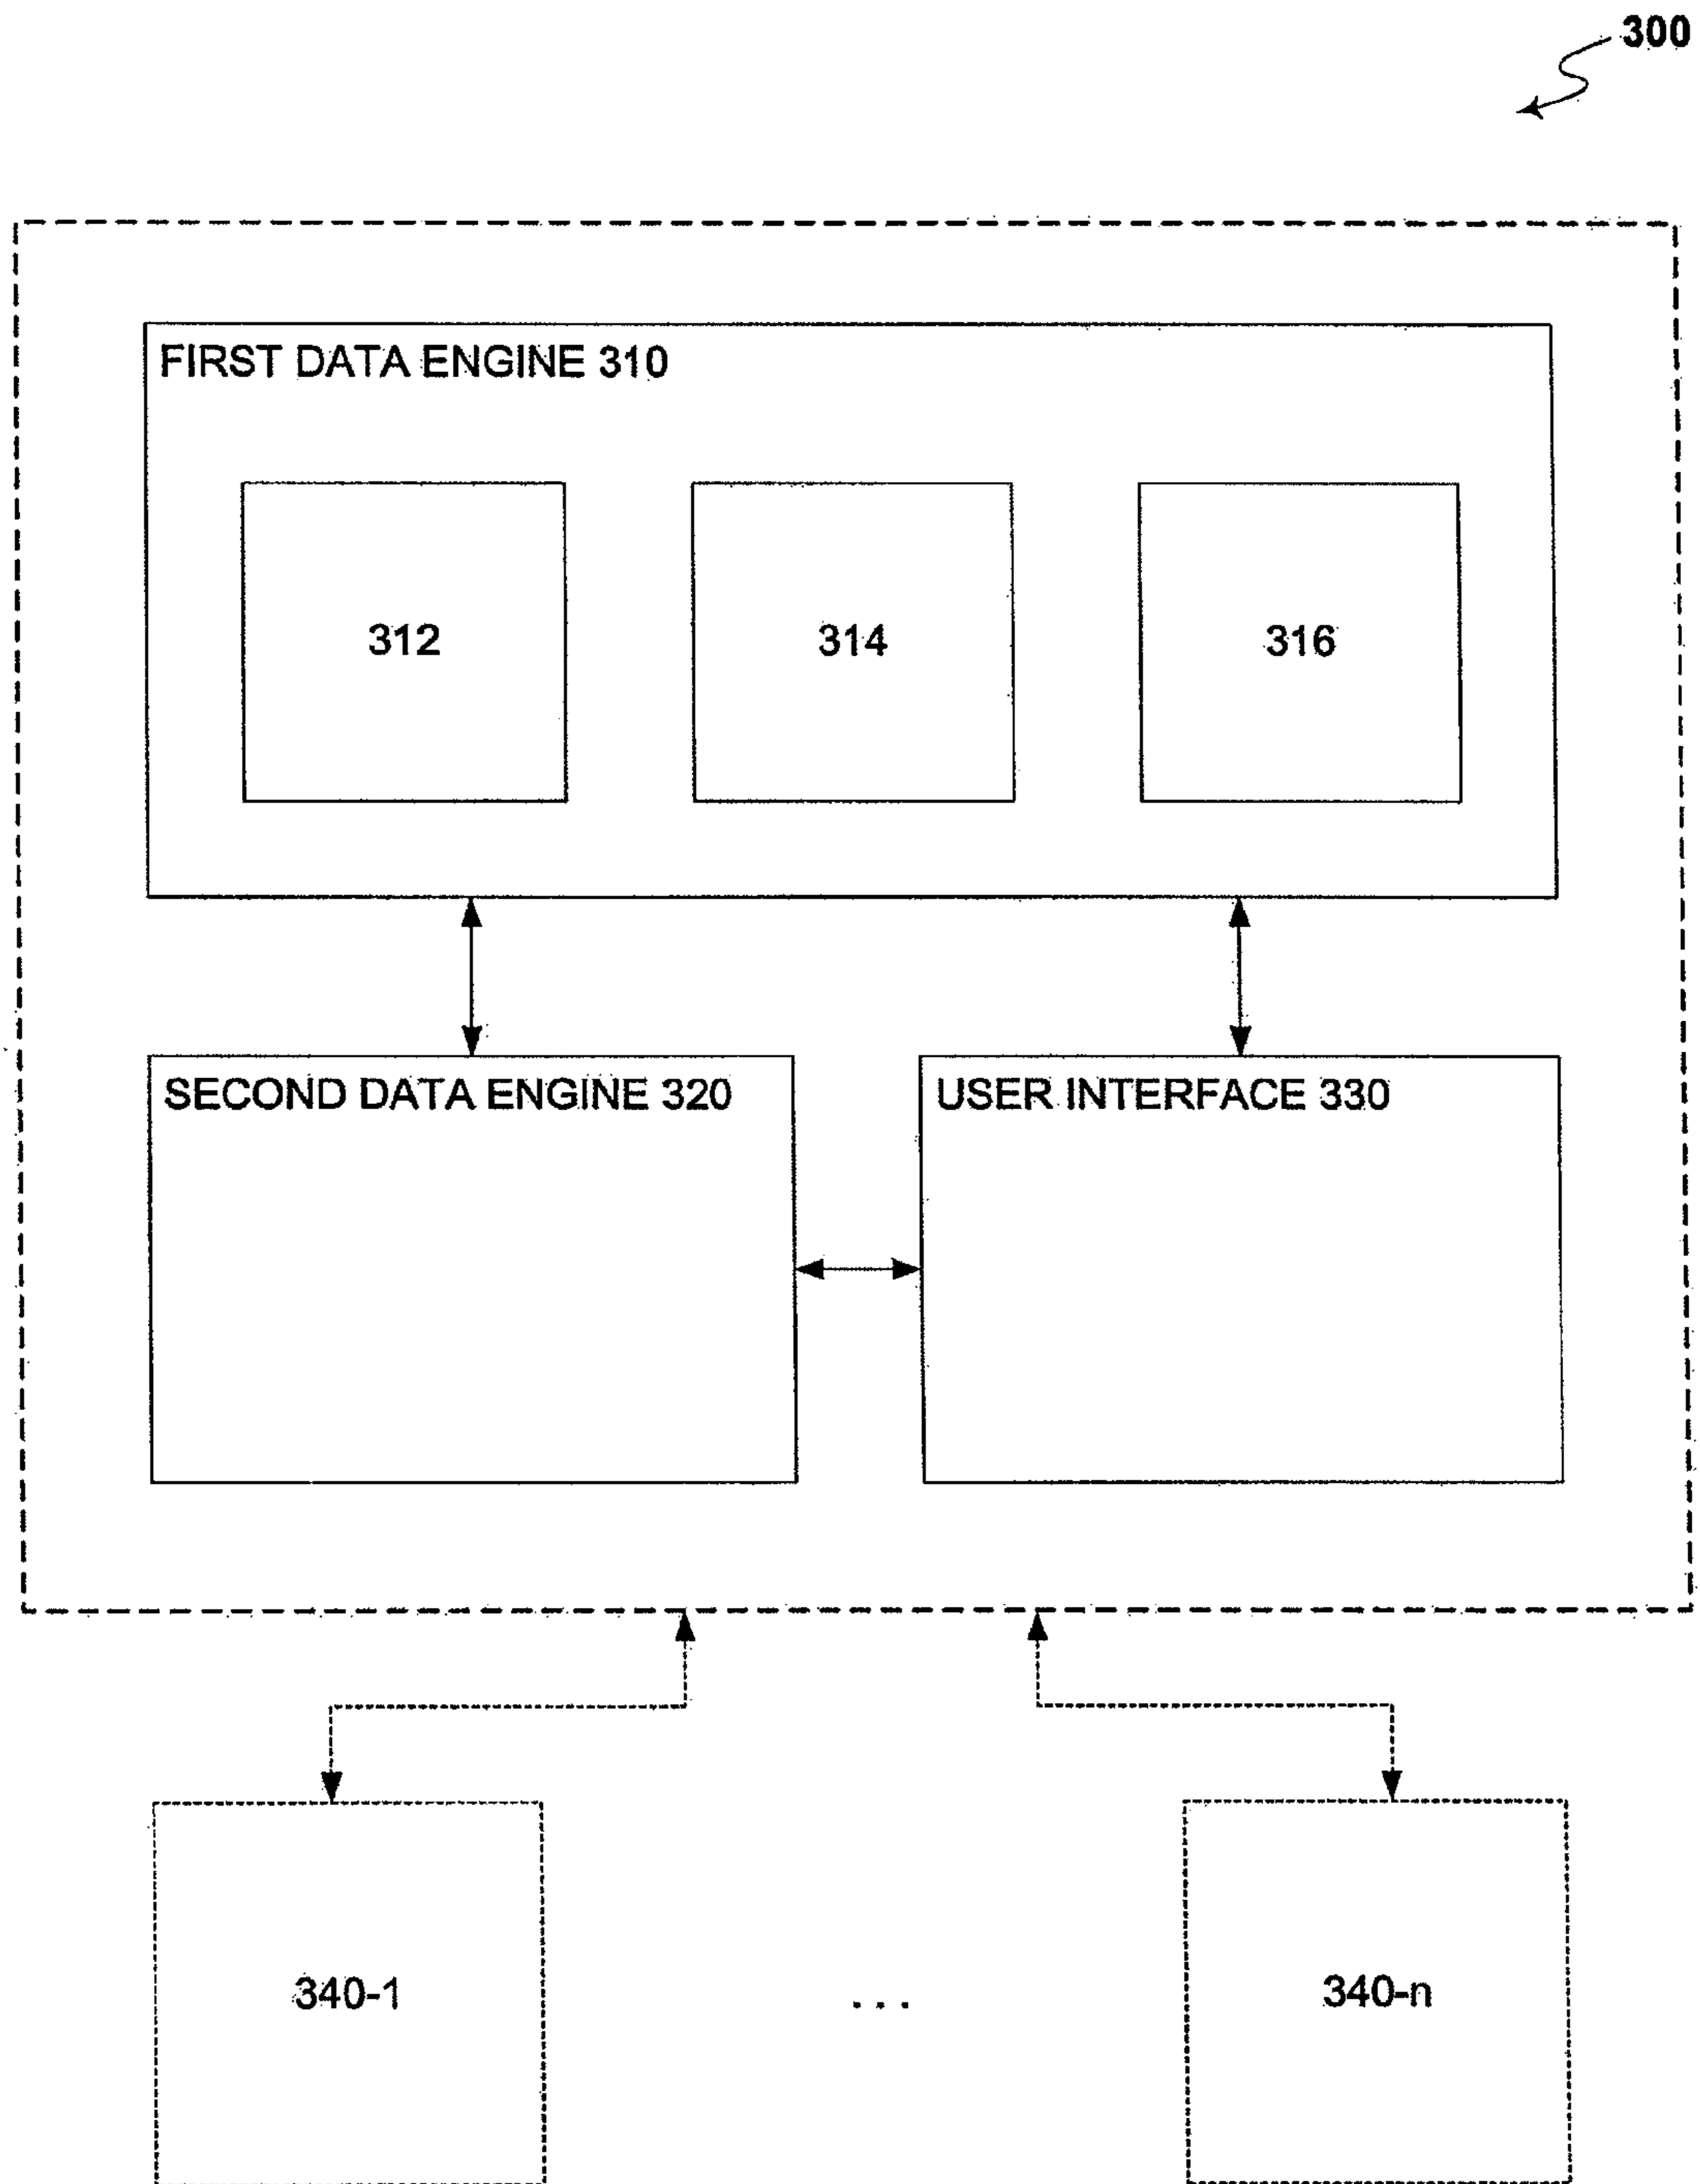 300
FIRST DATA ENGINE 310
312
314
316
SECOND DATA ENGINE 320
USER INTERFACE 330
340-1
...
340-n